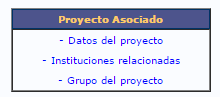 Proyecto Asociado
- Datos del proyecto
- Instituciones relacionadas
- Grupo del proyecto